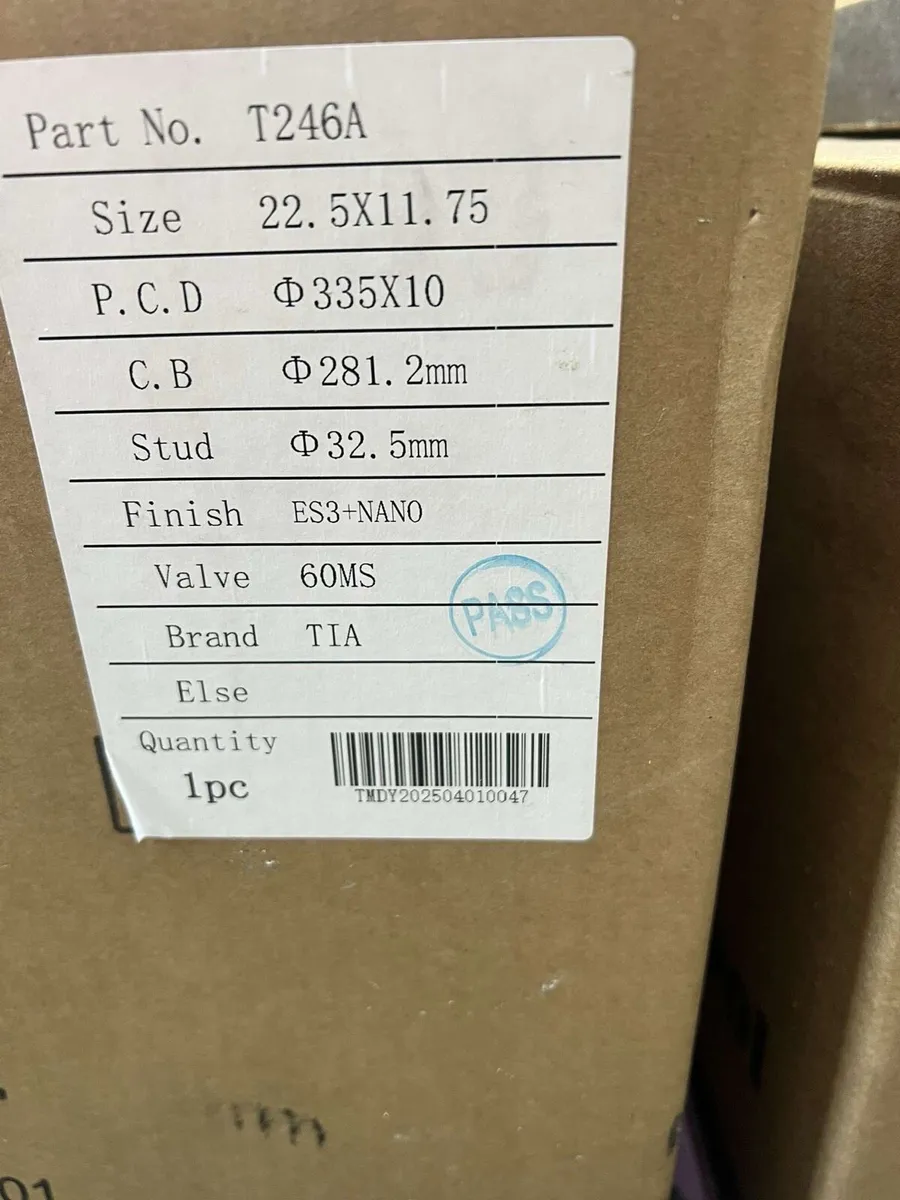 Part No. T246A
Size 22.5X11.75
P.C.D Φ335X10
C.B Φ281.2mm
Stud Φ32.5mm
Finish ES3+NANO
Valve 60MS
PASS
Brand TIA
Else
Quantity
1pc
TMDY202504010047
01